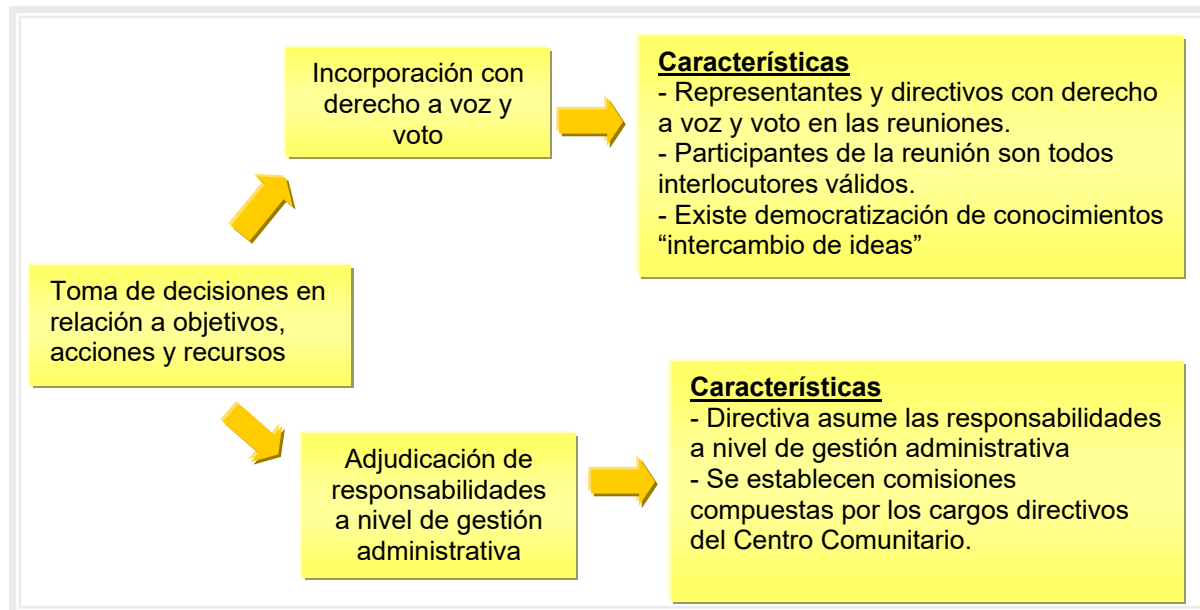 Incorporación con
derecho a voz y
voto
Características
- Representantes y directivos con derecho
a voz y voto en las reuniones.
- Participantes de la reunión son todos
interlocutores válidos.
- Existe democratización de conocimientos
“intercambio de ideas”
Toma de decisiones en
relación a objetivos,
acciones y recursos
Adjudicación de
responsabilidades
a nivel de gestión
administrativa
Características
- Directiva asume las responsabilidades
a nivel de gestión administrativa
- Se establecen comisiones
compuestas por los cargos directivos
del Centro Comunitario.